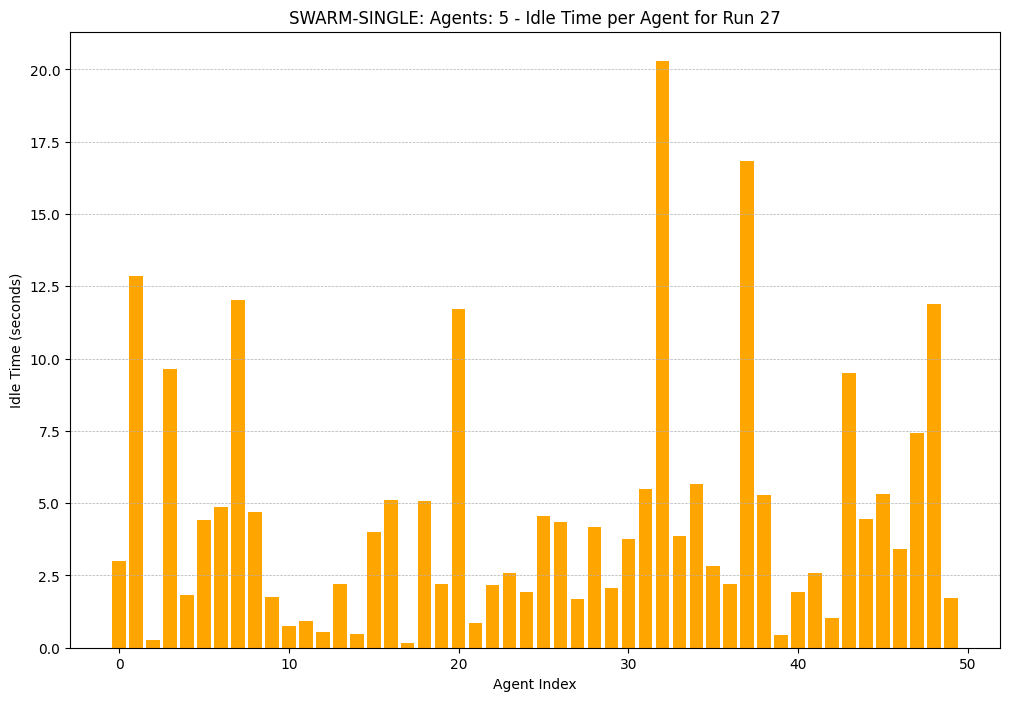 SWARM-SINGLE: Agents: 5 - Idle Time per Agent for Run 27
Idle Time (seconds)
20.0
17.5
15.0
12.5
10.0
7.5
5.0
2.5
0.0
0 10 20 30 40 50
Agent Index